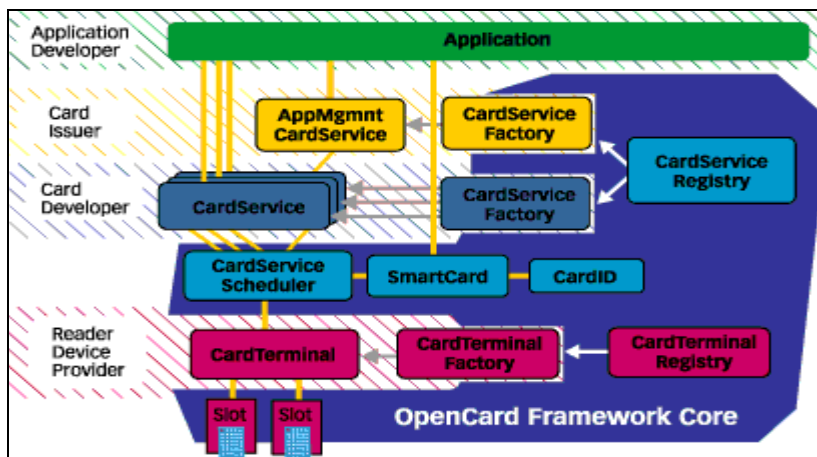 Application
Developer
Application
Card
Issuer
AppMgmnt
CardService
CardService
Factory
CardService
Registry
Card
Developer
CardService
CardService
Factory
CardService
Scheduler
SmartCard
CardID
Reader
Device
Provider
CardTerminal
CardTerminal
Factory
CardTerminal
Registry
Slot
Slot
OpenCard Framework Core